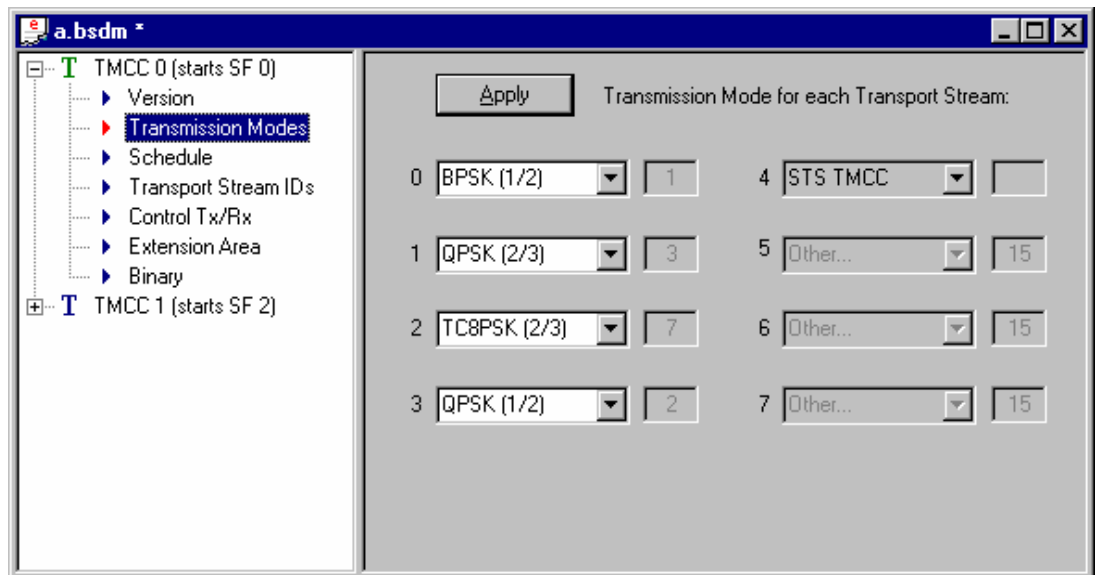 a.bsdm *
TMCC 0 (starts SF 0)
Version
Transmission Modes
Schedule
Transport Stream IDs
Control Tx/Rx
Extension Area
Binary
TMCC 1 (starts SF 2)
Apply Transmission Mode for each Transport Stream:
0 BPSK (1/2) 1 4 STS TMCC
1 QPSK (2/3) 3 5 Other... 15
2 TC8PSK (2/3) 7 6 Other... 15
3 QPSK (1/2) 2 7 Other... 15